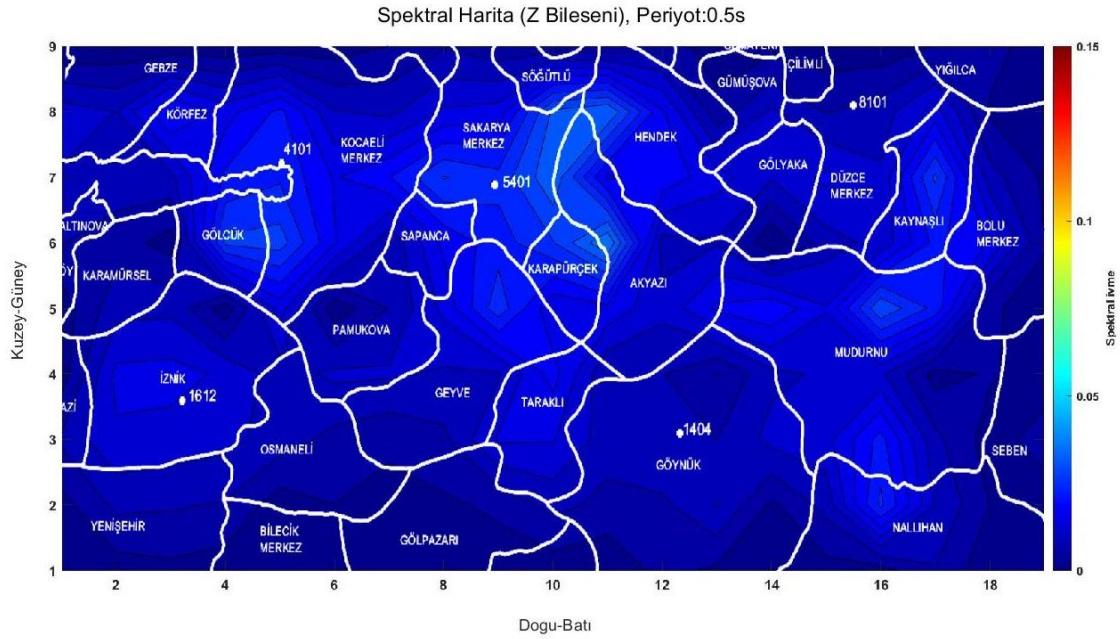 Spektral Harita (Z Bileseni), Periyot:0.5s
GEBZE
KÖRFEZ
4101
KOCAELİ
MERKEZ
SAKARYA
MERKEZ
5401
SÖĞÜTLÜ
HENDEK
GÜMÜŞOVA
ÇİLİMLİ
8101
YIĞILCA
GÖLYAKA
DÜZCE
MERKEZ
KAYNAŞLI
BOLU
MERKEZ
ALTINOVA
GÖLCÜK
KARAMÜRSEL
SAPANCA
KARAPÜRÇEK
AKYAZI
PAMUKOVA
MUDURNU
İZNİK
1612
AZİ
GEYVE
TARAKLI
1404
GÖYNÜK
OSMANELİ
SEBEN
YENİŞEHİR
BİLECİK
MERKEZ
GÖLPAZARI
NALLIHAN
9
8
7
6
5
4
3
2
1
Kuzey-Güney
2
4
6
8
10
12
14
16
18
Dogu-Batı
0.15
0.1
0.05
0
Spektral ivme